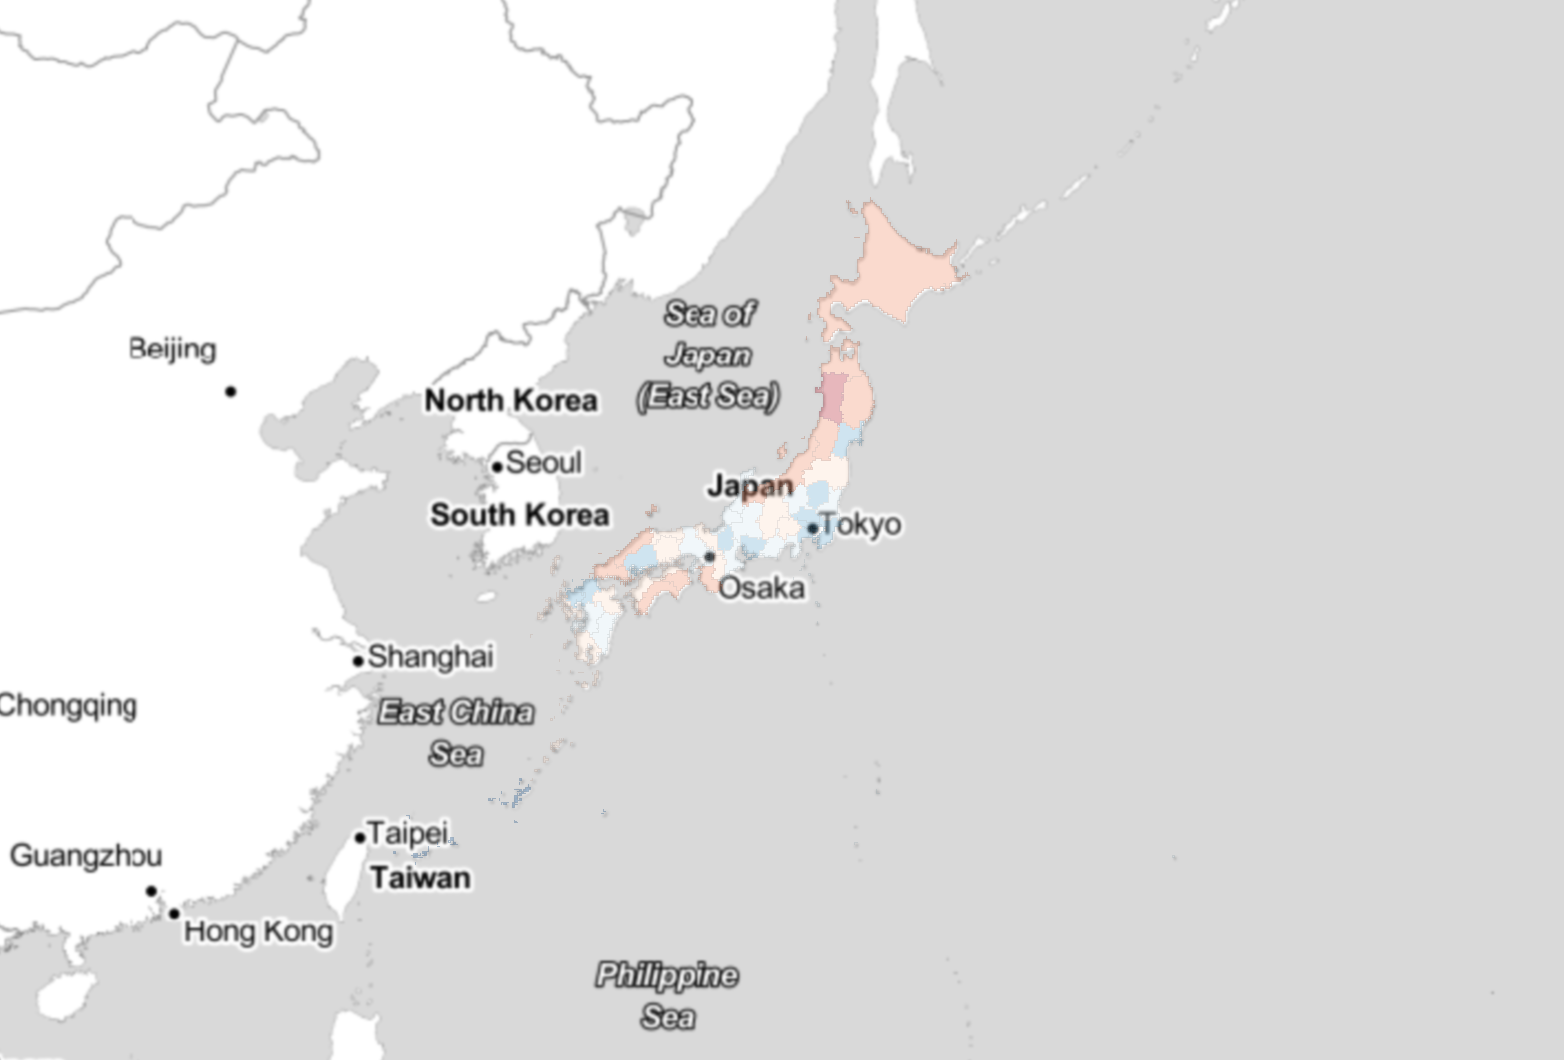 Sea of
Japan
(East Sea)
Beijing
North Korea
Seoul
Japan
South Korea
Tokyo
Osaka
Shanghai
Chongqing
East China
Sea
Taipei
Guangzhou
Taiwan
Hong Kong
Philippine
Sea